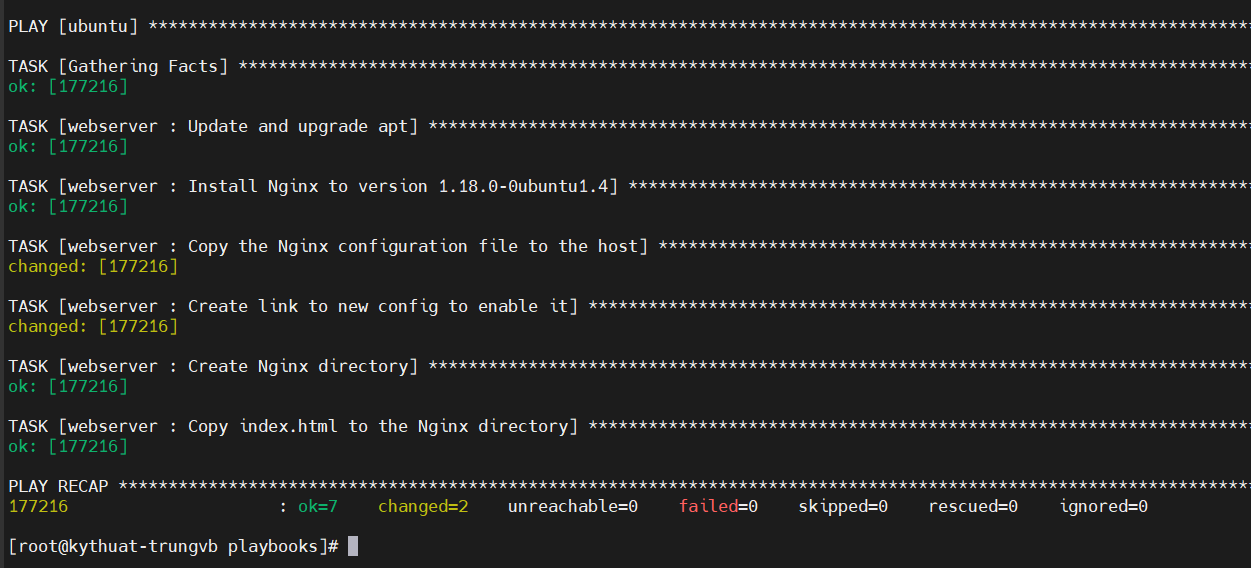 PLAY [ubuntu] **************************************************************************************************************
TASK [Gathering Facts] *****************************************************************************************************
ok: [177216]
TASK [webserver : Update and upgrade apt] **********************************************************************************
ok: [177216]
TASK [webserver : Install Nginx to version 1.18.0-0ubuntu1.4] **************************************************************
ok: [177216]
TASK [webserver : Copy the Nginx configuration file to the host] ***********************************************************
changed: [177216]
TASK [webserver : Create link to new config to enable it] ******************************************************************
changed: [177216]
TASK [webserver : Create Nginx directory] **********************************************************************************
ok: [177216]
TASK [webserver : Copy index.html to the Nginx directory] ******************************************************************
ok: [177216]
PLAY RECAP *****************************************************************************************************************
177216                     : ok=7    changed=2    unreachable=0    failed=0    skipped=0    rescued=0    ignored=0
[root@kythuat-trungvb playbooks]#